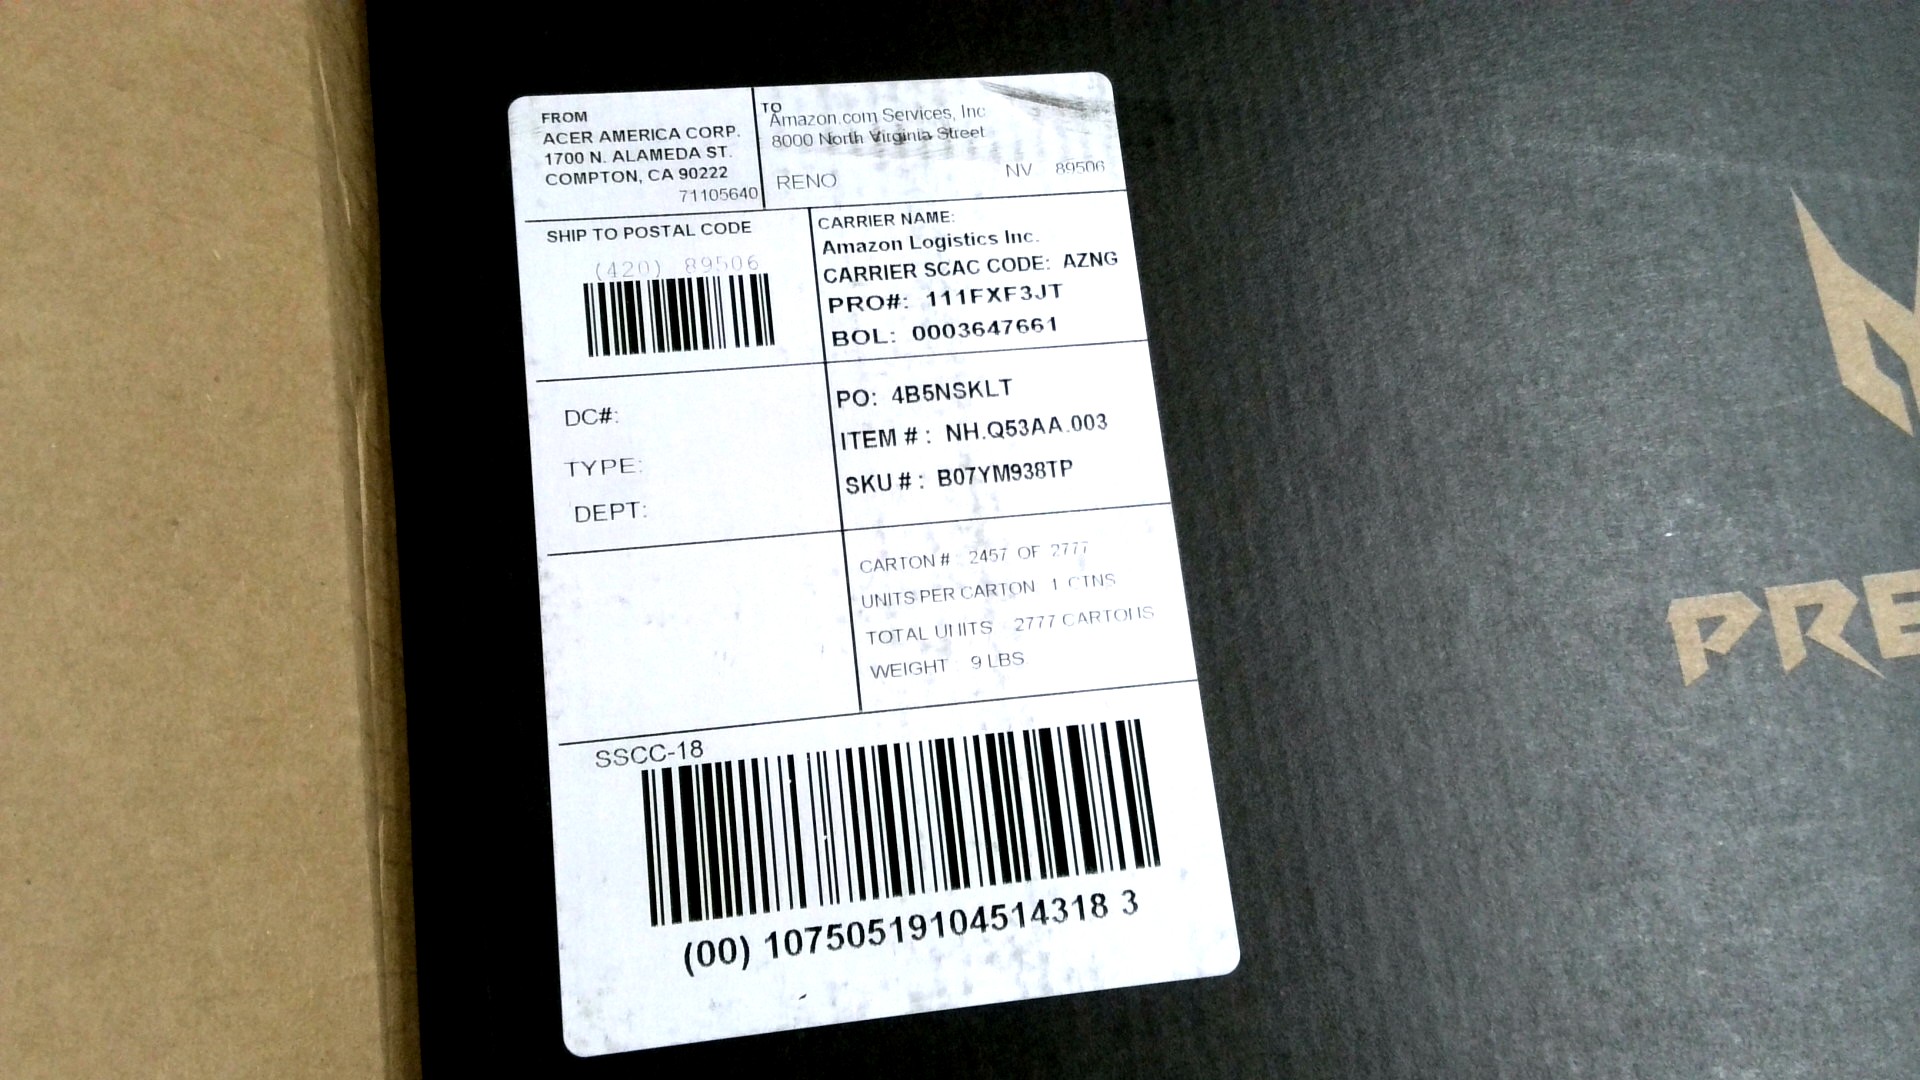 FROM
ACER AMERICA CORP.
1700 N. ALAMEDA ST.
COMPTON, CA 90222
71105640
TO
Amazon.com Services, Inc
8000 North Virginia Street
RENO NV 89506
SHIP TO POSTAL CODE
(420) 89506
CARRIER NAME:
Amazon Logistics Inc.
CARRIER SCAC CODE: AZNG
PRO#: 111FXF3JT
BOL: 0003647661
DC#:
TYPE:
DEPT:
PO: 4B5NSKLT
ITEM #: NH.Q53AA.003
SKU #: B07YM938TP
CARTON # 2457 OF 2777
UNITS PER CARTON 1 CTNS
TOTAL UNITS 2777 CARTONS
WEIGHT 9 LBS
SSCC-18
(00) 1075051910451431 8 3
PRE